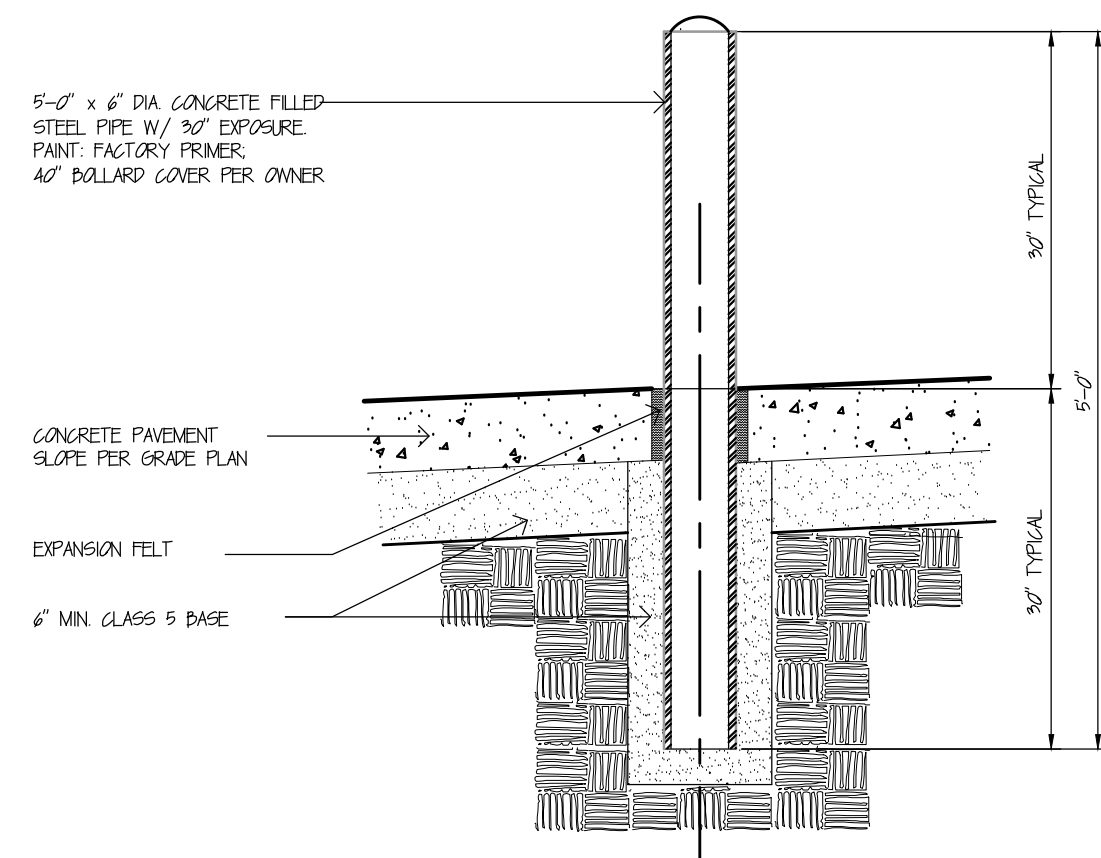 5'-0" x 6" DIA. CONCRETE FILLED
STEEL PIPE W/ 30" EXPOSURE.
PAINT: FACTORY PRIMER;
40" BOLLARD COVER PER OWNER
30" TYPICAL
5'-0"
CONCRETE PAVEMENT
SLOPE PER GRADE PLAN
EXPANSION FELT
30" TYPICAL
6" MIN. CLASS 5 BASE